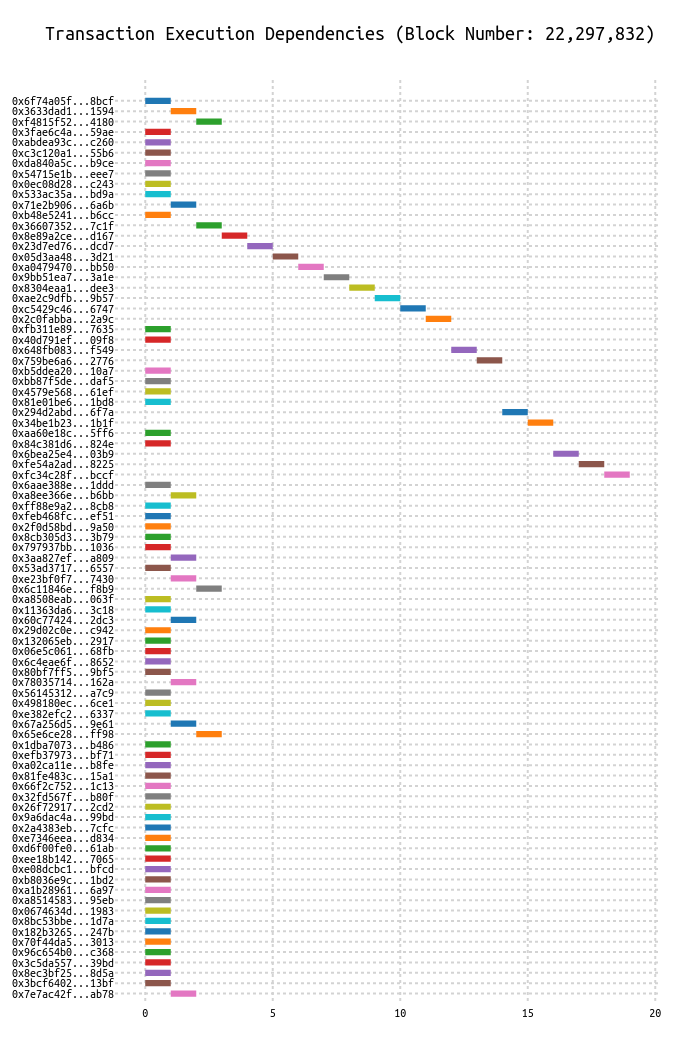 Transaction Execution Dependencies (Block Number: 22,297,832)
0x6f74a05f...8bcf
0x3633dad1...1594
0xf4815f52...4180
0x3fae6c4a...59ae
0xabdea93c...c260
0xc3c120a1...55b6
0xda840a5c...b9ce
0x54715e1b...eee7
0x0ec08d28...c243
0x533ac35a...bd9a
0x71e2b906...6a6b
0xb48e5241...b6cc
0x36607352...7c1f
0x8e89a2ce...d167
0x23d7ed76...dcd7
0x05d3aa48...3d21
0xa0479470...bb50
0x9bb51ea7...3a1e
0x8304eaa1...dee3
0xae2c9dfb...9b57
0xc5429c46...6747
0x2c0fabba...2a9c
0xfb311e89...7635
0x40d791ef...09f8
0x648fb083...f549
0x759be6a6...2776
0xb5ddea20...10a7
0xbb87f5de...daf5
0x4579e568...61ef
0x81e01be6...1bd8
0x294d2abd...6f7a
0x34be1b23...1b1f
0xaa60e18c...5ff6
0x84c381d6...824e
0x6bea25e4...03b9
0xfe54a2ad...8225
0xfc34c28f...bccf
0x6aae388e...1ddd
0xa8ee366e...b6bb
0xff88e9a2...8cb8
0xfeb468fc...ef51
0x2f0d58bd...9a50
0x8cb305d3...3b79
0x797937bb...1036
0x3aa827ef...a809
0x53ad3717...6557
0xe23bf0f7...7430
0x6c11846e...f8b9
0xa8508eab...063f
0x11363da6...3c18
0x60c77424...2dc3
0x29d02c0e...c942
0x132065eb...2917
0x06e5c061...68fb
0x6c4eae6f...8652
0x80bf7ff5...9bf5
0x78035714...162a
0x56145312...a7c9
0x498180ec...6ce1
0xe382efc2...6337
0x67a256d5...9e61
0x65e6ce28...ff98
0x1dba7073...b486
0xefb37973...bf71
0xa02ca11e...b8fe
0x81fe483c...15a1
0x66f2c752...1c13
0x32fd567f...b80f
0x26f72917...2cd2
0x9a6dac4a...99bd
0x2a4383eb...7cfc
0xe7346eea...d834
0xd6f00fe0...61ab
0xee18b142...7065
0xe08dcbc1...bfcd
0xb8036e9c...1bd2
0xa1b28961...6a97
0xa8514583...95eb
0x0674634d...1983
0x8bc53bbe...1d7a
0x182b3265...247b
0x70f44da5...3013
0x96c654b0...c368
0x3c5da557...39bd
0x8ec3bf25...8d5a
0x3bcf6402...13bf
0x7e7ac42f...ab78
0 5 10 15 20